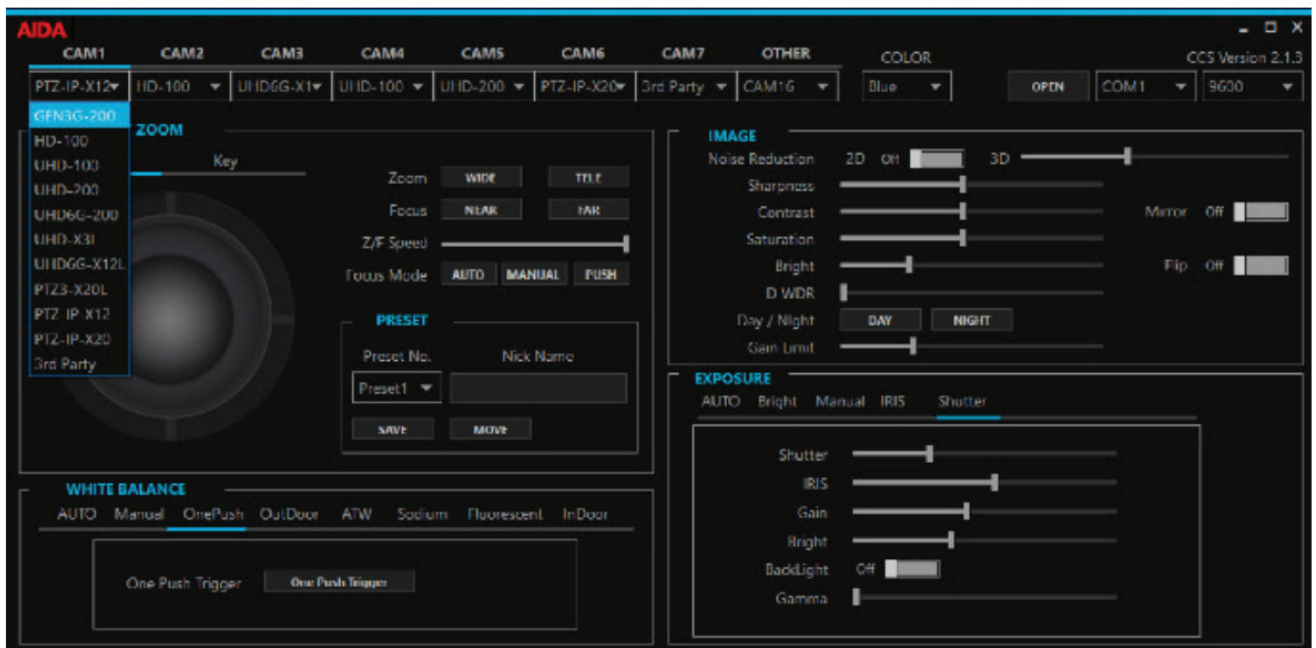 AIDA
CAM1 CAM2 CAM3 CAM4 CAM5 CAM6 CAM7 OTHER COLOR CCS Version 2.1.3
PTZ-IP-X12 HD-100 UHD6G-X1 UHD-100 UHD-200 PTZ-IP-X20 3rd Party CAM16 Blue OPEN COM1 9600
GEN3G-200
HD-100
UHD-100
UHD-200
UHD6G-200
UHD-X3L
UHD6G-X12L
PTZ3-X20L
PTZ-IP-X12
PTZ-IP-X20
3rd Party
ZOOM
Key
Zoom WIDE TELE
Focus NEAR FAR
Z/F Speed
Focus Mode AUTO MANUAL PUSH
PRESET
Preset No. Nick Name
Preset1
SAVE MOVE
WHITE BALANCE
AUTO Manual OnePush OutDoor ATW Sodium Fluorescent InDoor
One Push Trigger One Push Trigger
IMAGE
Noise Reduction 2D Off 3D
Sharpness
Contrast Mirror Off
Saturation
Bright Flip Off
D WDR
Day / Night DAY NIGHT
Gain Limit
EXPOSURE
AUTO Bright Manual IRIS Shutter
Shutter
IRIS
Gain
Bright
BackLight Off
Gamma